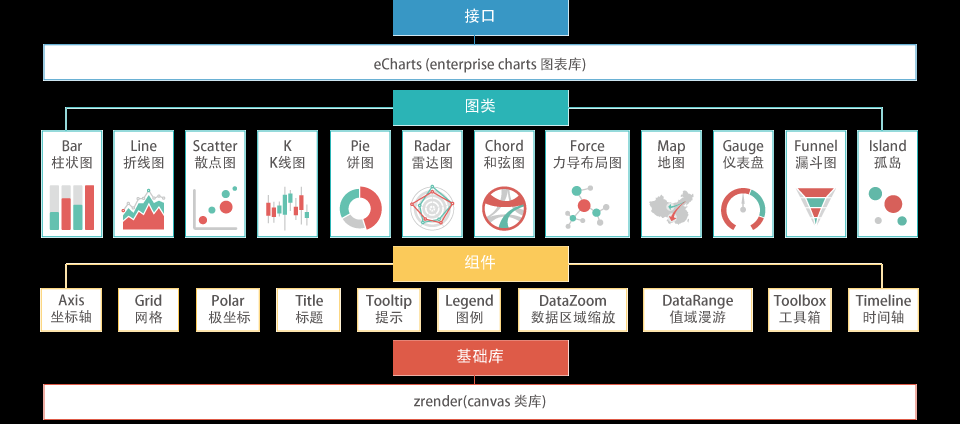 接口
eCharts (enterprise charts 图表库)
图类
Bar
柱状图
Line
折线图
Scatter
散点图
K
K线图
Pie
饼图
Radar
雷达图
Chord
和弦图
Force
力导布局图
Map
地图
Gauge
仪表盘
Funnel
漏斗图
Island
孤岛
组件
Axis
坐标轴
Grid
网格
Polar
极坐标
Title
标题
Tooltip
提示
Legend
图例
DataZoom
数据区域缩放
DataRange
值域漫游
Toolbox
工具箱
Timeline
时间轴
基础库
zrender(canvas 类库)